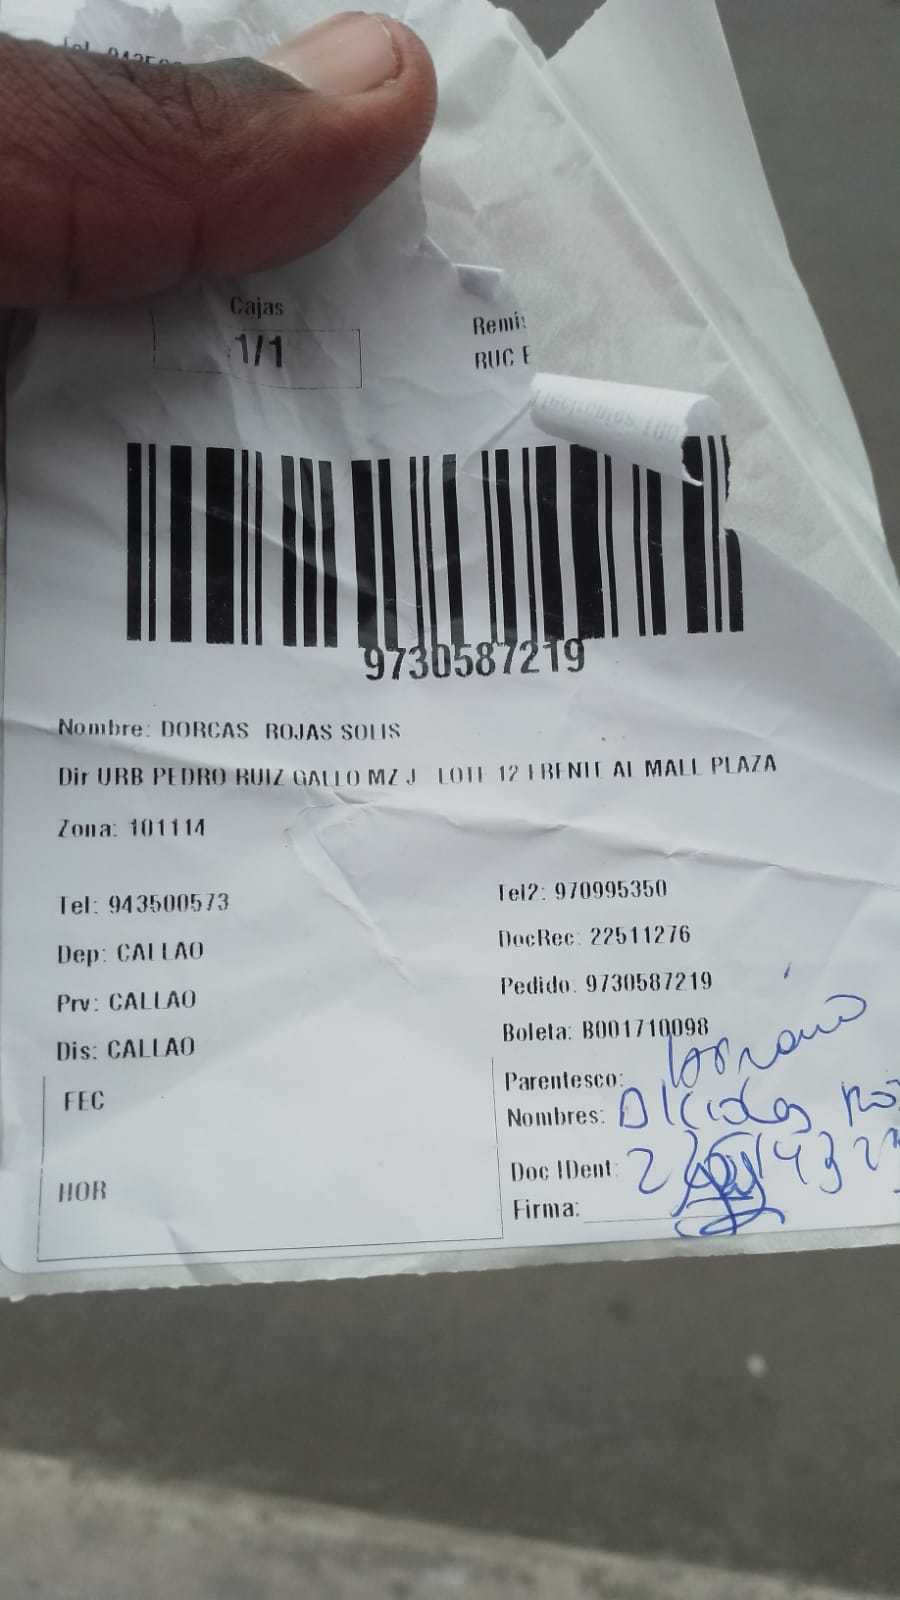 Cajas
1/1
Remi
RUC E
9730587219
Nombre: DORCAS ROJAS SOLIS
Dir URB PEDRO RUIZ GALLO MZ J LOTE 12 FRENTE AL MALL PLAZA
Zona: 101114
Tel: 943500573
Tel2: 970995350
Dep: CALLAO
DocRec: 22511276
Prv: CALLAO
Pedido: 9730587219
Dis: CALLAO
Boleta: B001710098
FEC
Parentesco:
Nombres:
HOR
Doc IDent:
Firma: